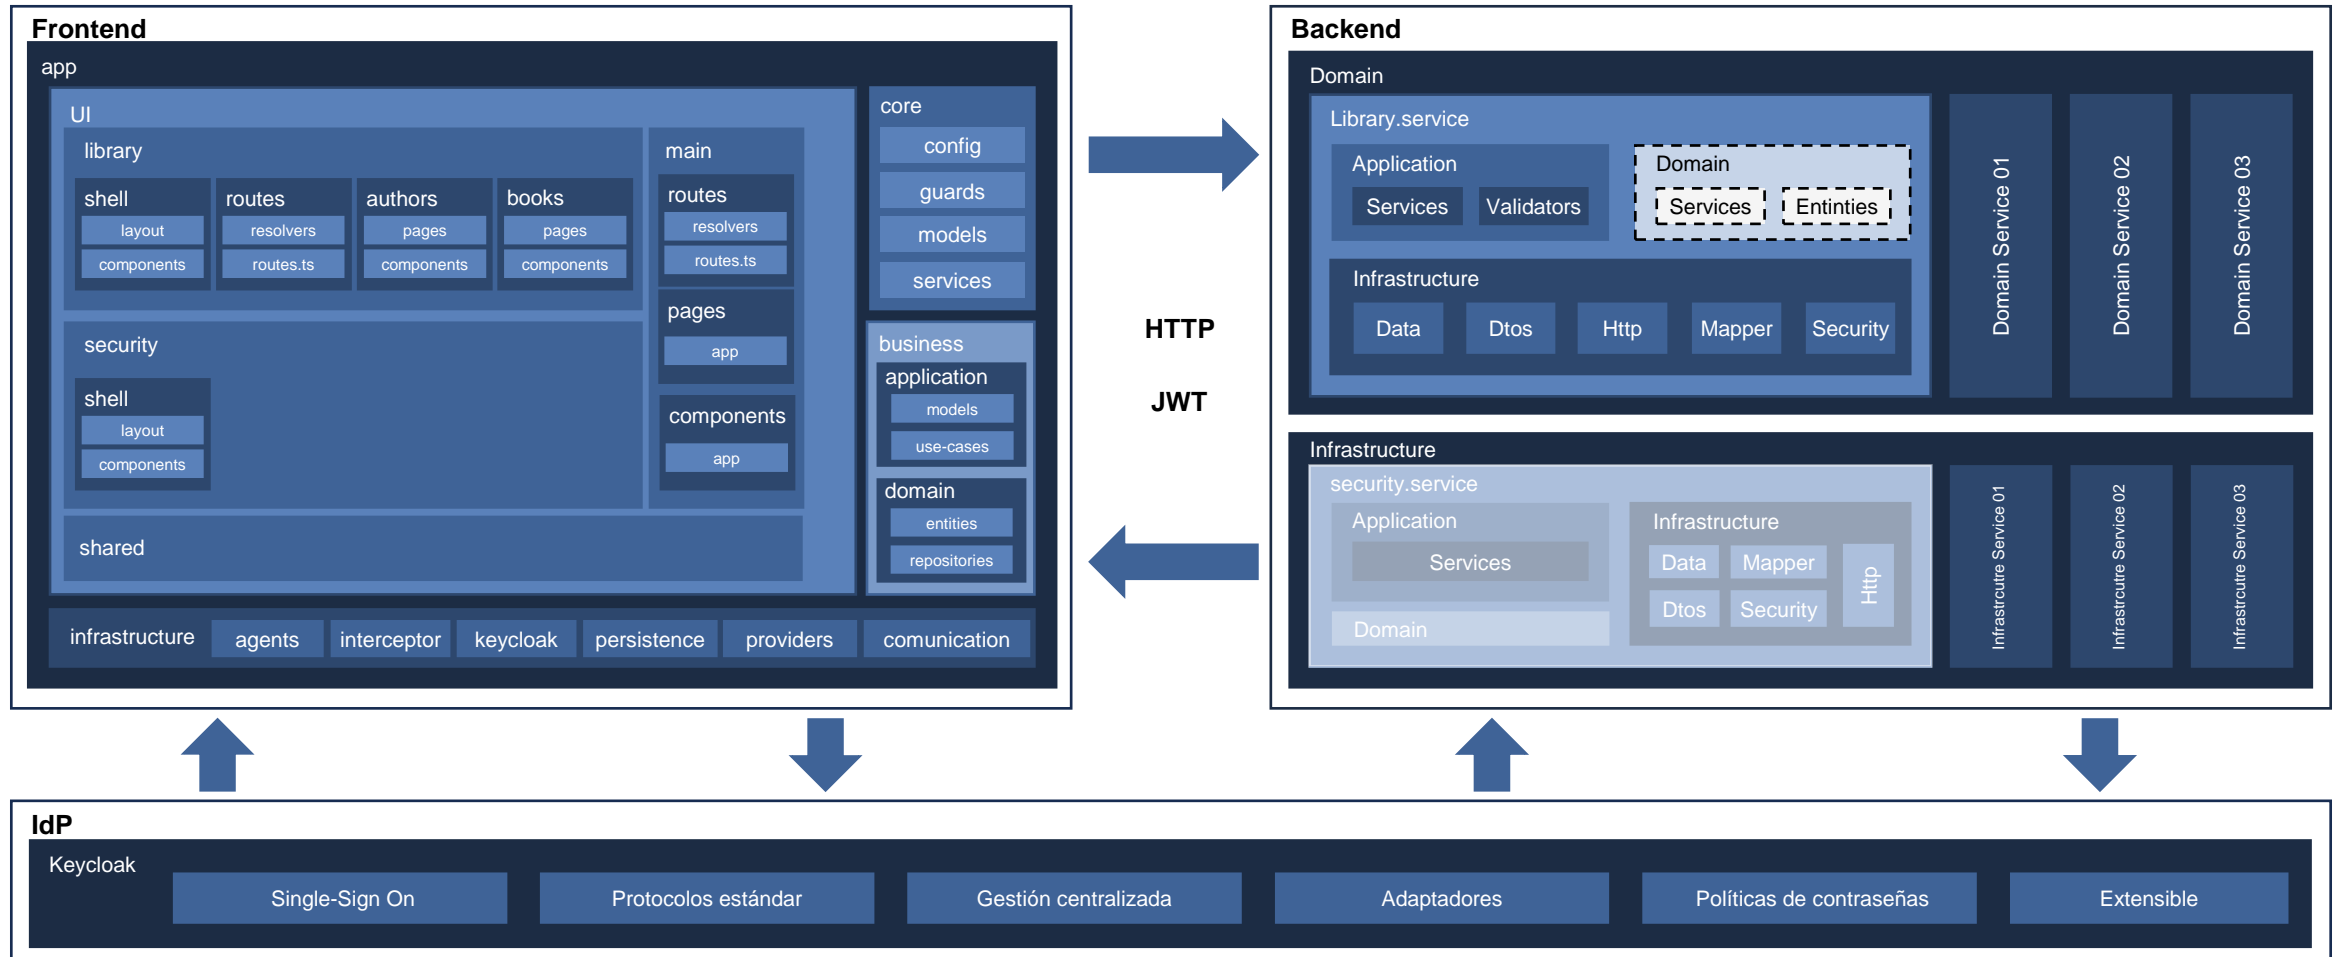 Frontend
app
UI
library
shell
layout
components
routes
resolvers
routes.ts
authors
pages
components
books
pages
components
main
routes
resolvers
routes.ts
pages
app
components
app
security
shell
layout
components
shared
core
config
guards
models
services
business
application
models
use-cases
domain
entities
repositories
infrastructure
agents
interceptor
keycloak
persistence
providers
comunication
HTTP
JWT
Backend
Domain
Library.service
Application
Services
Validators
Domain
Services
Entinties
Infrastructure
Data
Dtos
Http
Mapper
Security
Domain Service 01
Domain Service 02
Domain Service 03
Infrastructure
security.service
Application
Services
Domain
Infrastructure
Data
Mapper
Dtos
Security
Http
Infrastrcutre Service 01
Infrastrcutre Service 02
Infrastrcutre Service 03
IdP
Keycloak
Single-Sign On
Protocolos estándar
Gestión centralizada
Adaptadores
Políticas de contraseñas
Extensible